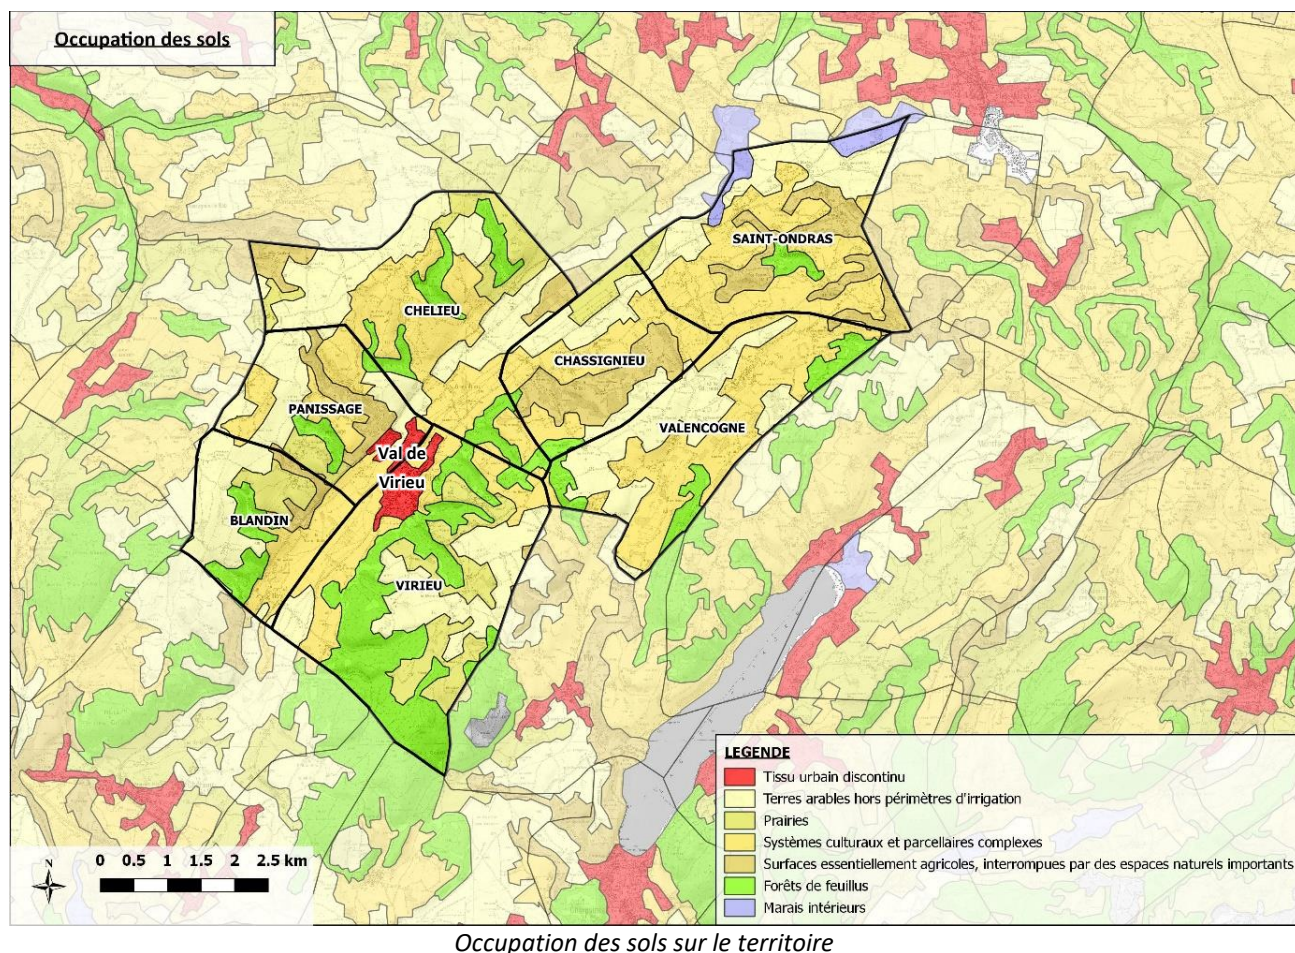 Occupation des sols
SAINT-ONDRAS
CHELIEU
CHASSIGNIEU
PANISSAGE
VALENCOGNE
Val de
Virieu
BLANDIN
VIRIEU
LEGENDE
Tissu urbain discontinu
Terres arables hors périmètres d'irrigation
Prairies
Systèmes culturaux et parcellaires complexes
Surfaces essentiellement agricoles, interrompues par des espaces naturels importants
Forêts de feuillus
Marais intérieurs
N
0 0.5 1 1.5 2 2.5 km
Occupation des sols sur le territoire